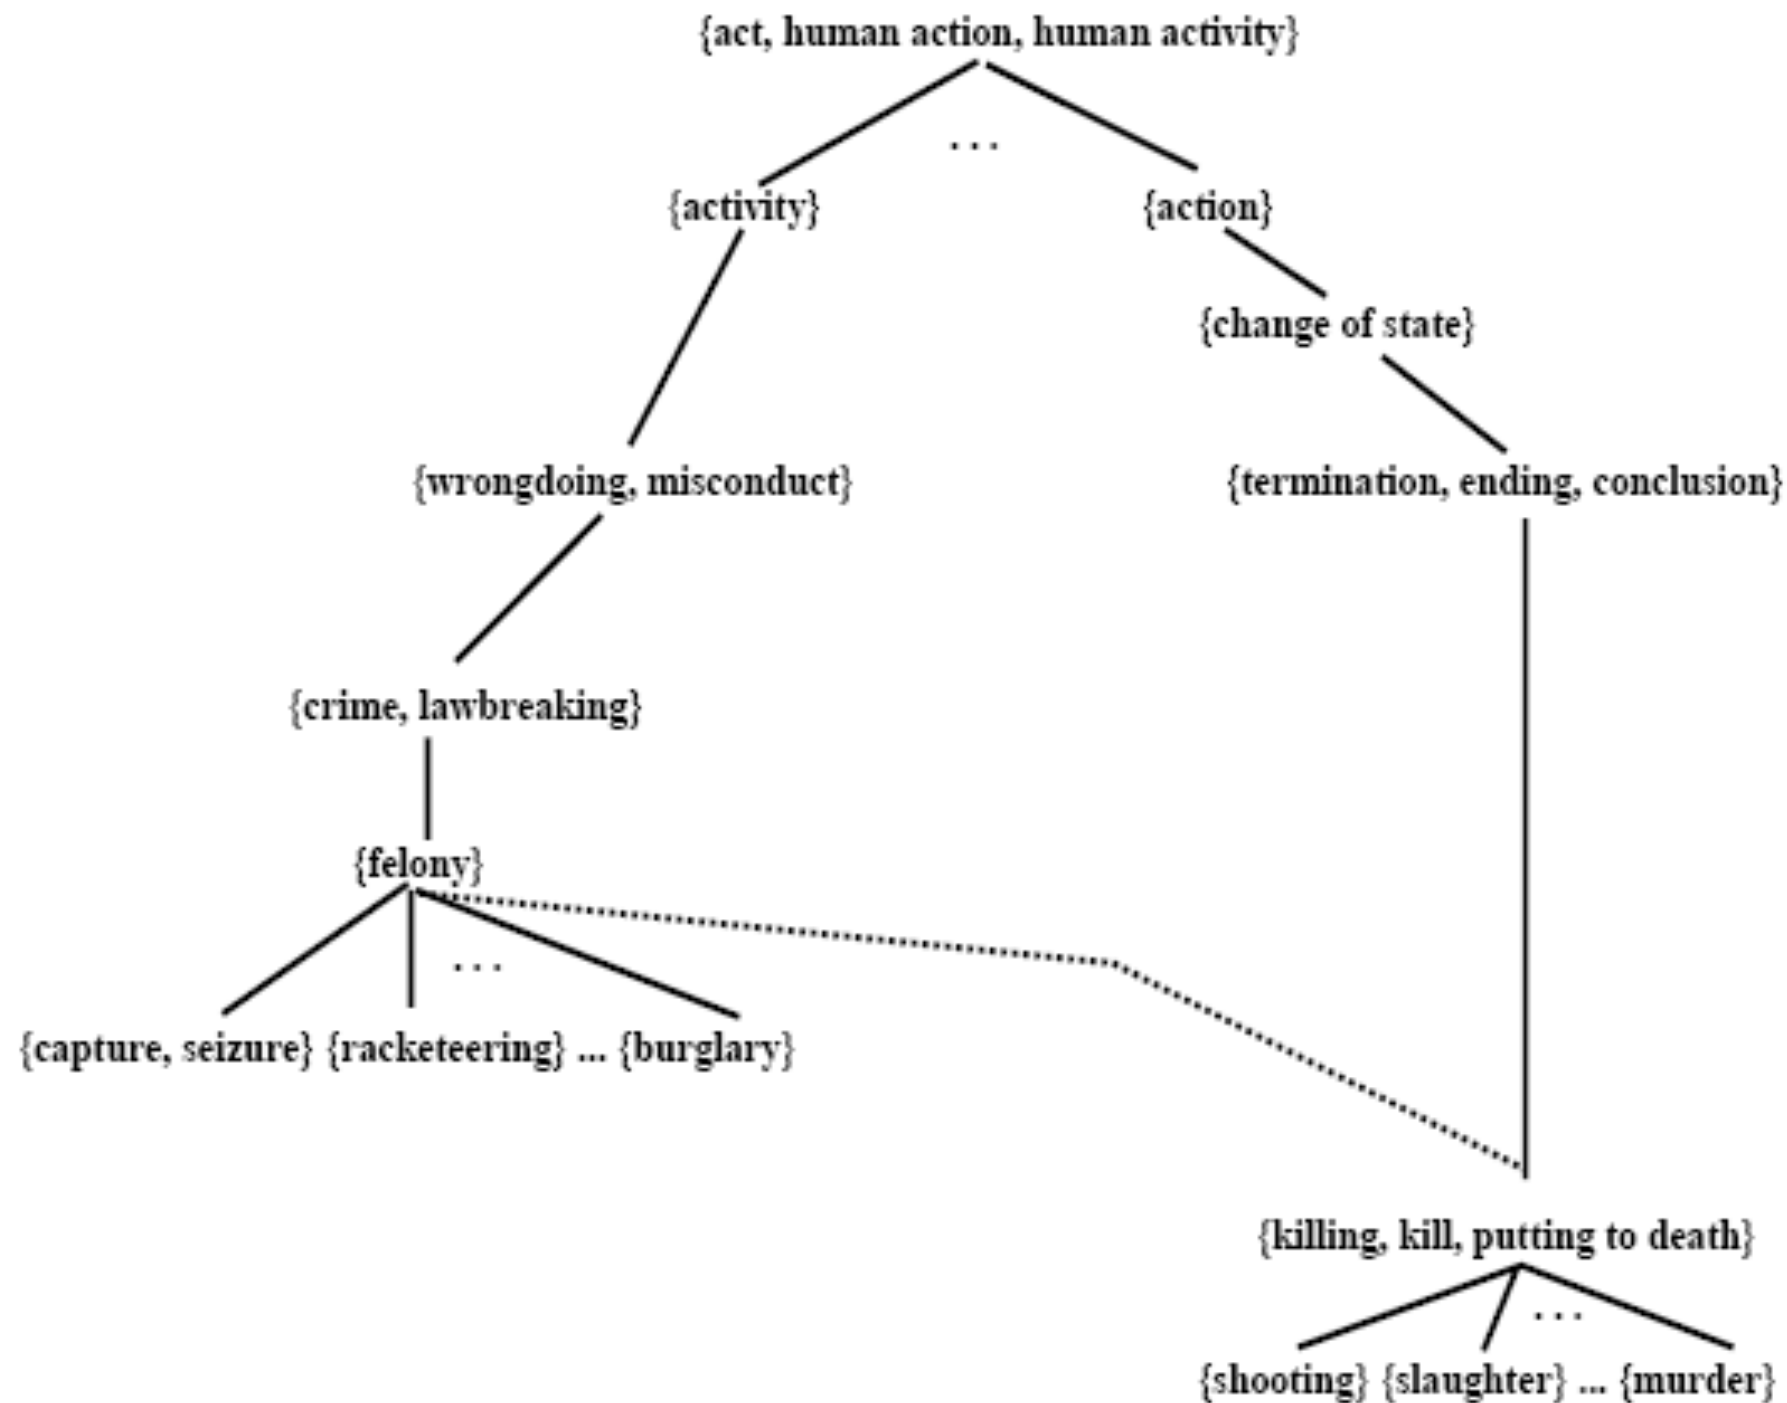 {act, human action, human activity}
...
{activity} {action}
{change of state}
{wrongdoing, misconduct} {termination, ending, conclusion}
{crime, lawbreaking}
{felony}
...
{capture, seizure} {racketeering} ... {burglary}
{killing, kill, putting to death}
...
{shooting} {slaughter} ... {murder}